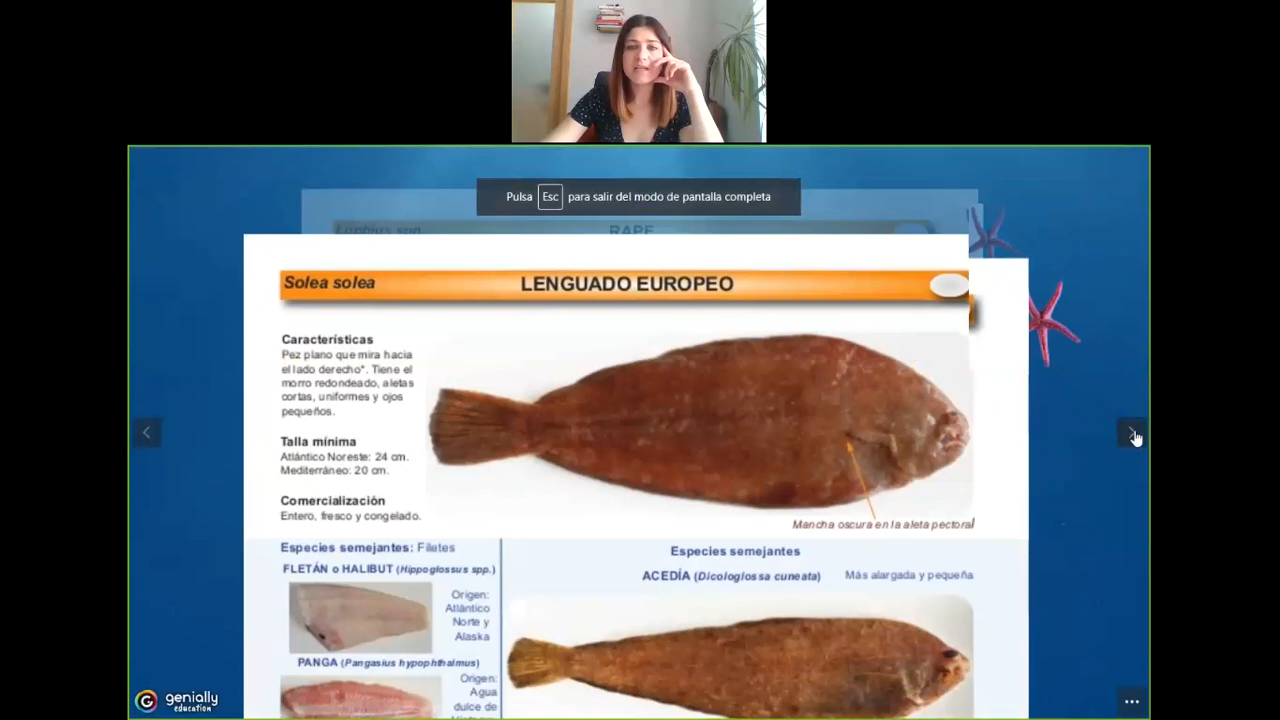 Pulsa Esc para salir del modo de pantalla completa
Lophius spp.
RAPE
Solea solea
LENGUADO EUROPEO
Características
Pez plano que mira hacia
el lado derecho*. Tiene el
morro redondeado, aletas
cortas, uniformes y ojos
pequeños.
Talla mínima
Atlántico Noreste: 24 cm.
Mediterráneo: 20 cm.
Comercialización
Entero, fresco y congelado.
Mancha oscura en la aleta pectoral
Especies semejantes: Filetes
FLETÁN o HALIBUT (Hippoglossus spp.)
Origen:
Atlántico
Norte y
Alaska
PANGA (Pangasius hypophthalmus)
Origen:
Agua
dulce de
Especies semejantes
ACEDÍA (Dicologlossa cuneata) Más alargada y pequeña
genially
education